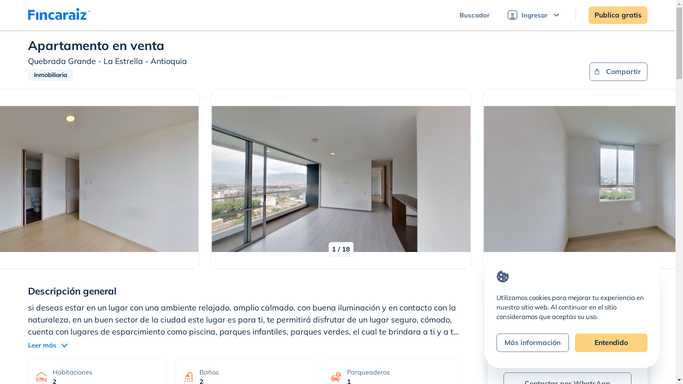 Fincaraiz
Buscador
Ingresar
Publica gratis
Apartamento en venta
Quebrada Grande - La Estrella - Antioquia
Inmobiliaria
Compartir
1 / 18
Descripción general
si deseas estar en un lugar con una ambiente relajado, amplio calmado, con buena iluminación y en contacto con la
naturaleza, en un buen sector de la ciudad este lugar es para ti, te permitirá disfrutar de un lugar seguro, cómodo,
cuenta con lugares de esparcimiento como piscina, parques infantiles, parques verdes, el cual te brindara a ti y a t...
Leer más
Habitaciones
2
Baños
2
Parqueaderos
1
Utilizamos cookies para mejorar tu experiencia en
nuestro sitio web. Al continuar en el sitio
consideramos que aceptas su uso.
Más información
Entendido
Contactar por WhatsApp